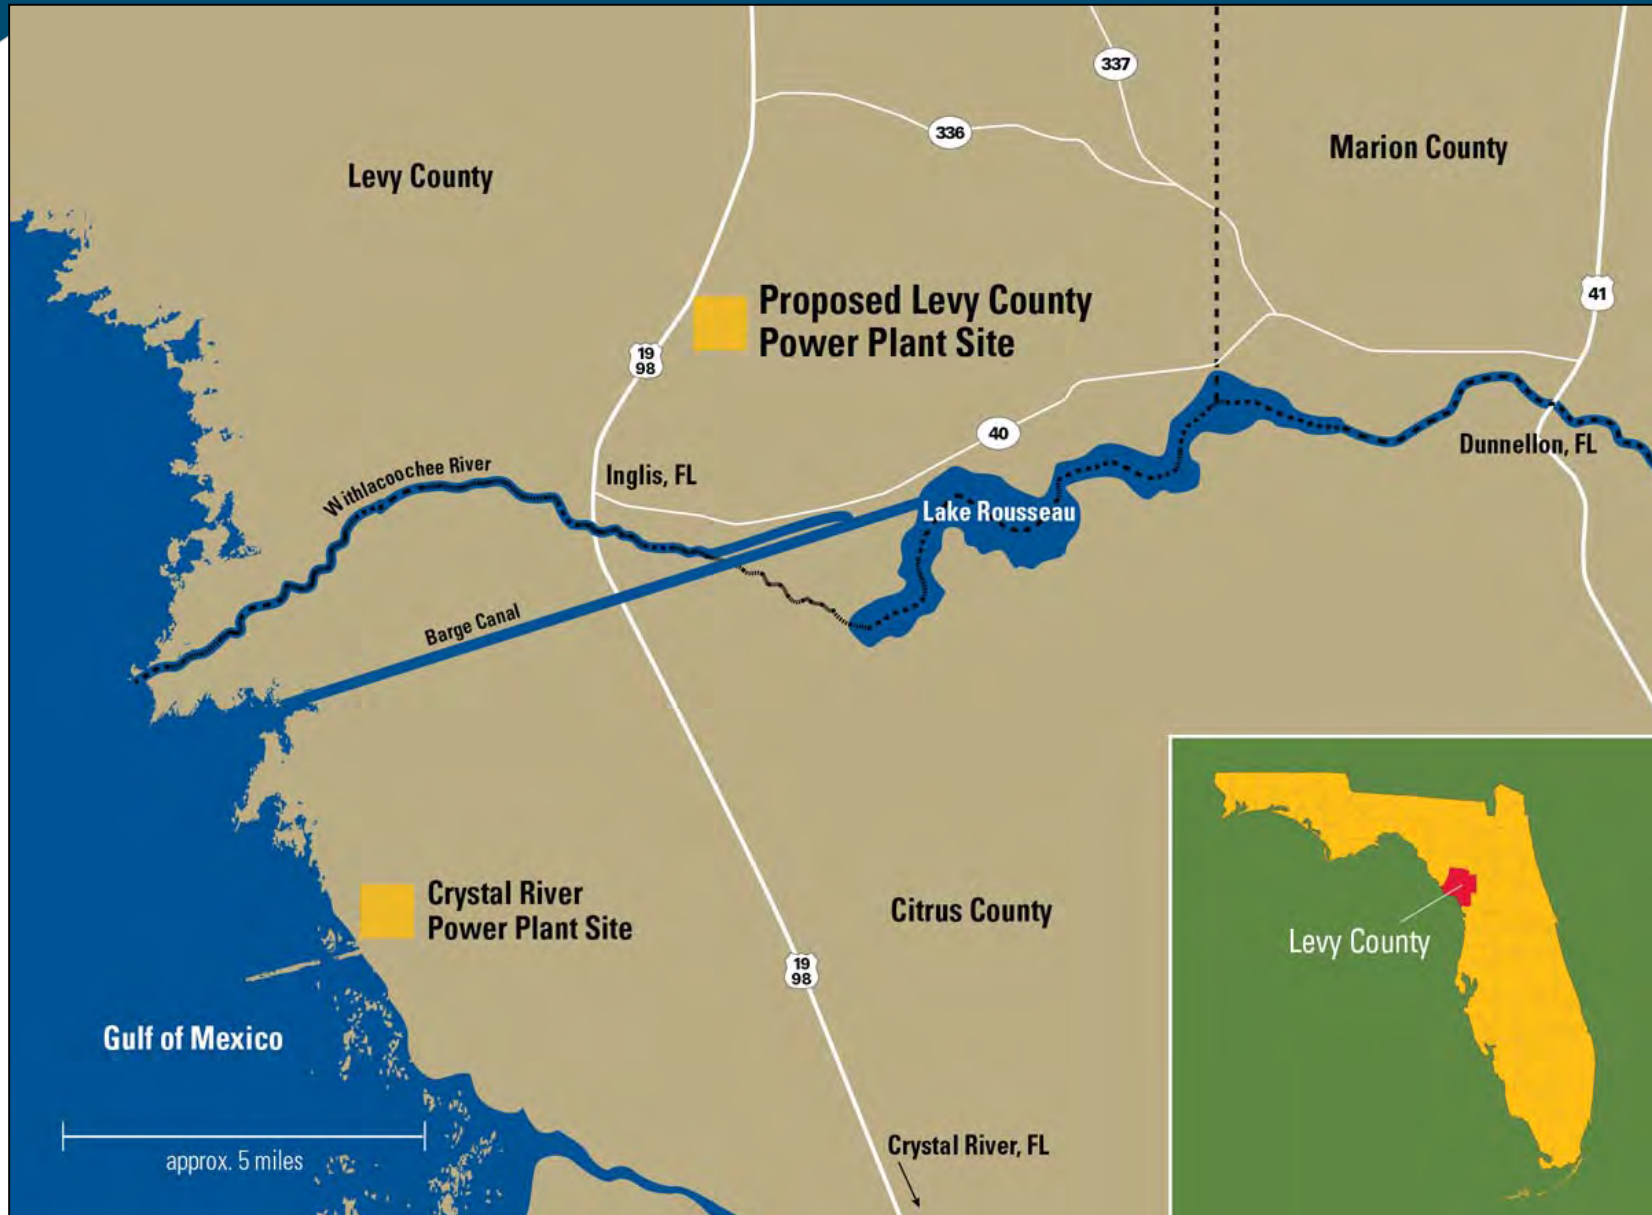 337
336
Marion County
Levy County
Proposed Levy County
Power Plant Site
41
19
98
40
Dunnellon, FL
Withlacoochee River
Inglis, FL
Lake Rousseau
Barge Canal
Crystal River
Power Plant Site
Citrus County
19
98
Levy County
Gulf of Mexico
approx. 5 miles
Crystal River, FL